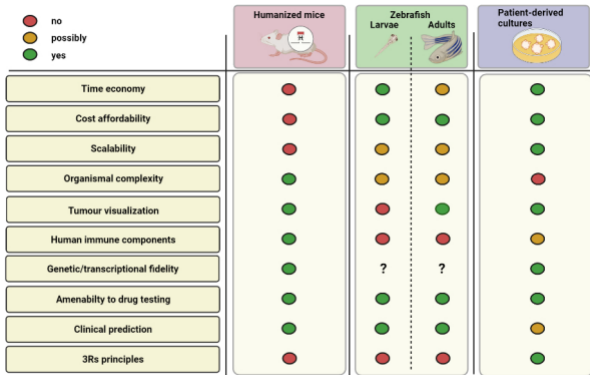 no
possibly
yes
Humanized mice
Zebrafish
Larvae
Adults
Patient-derived
cultures
Time economy
Cost affordability
Scalability
Organismal complexity
Tumour visualization
Human immune components
Genetic/transcriptional fidelity
? ?
Amenabilty to drug testing
Clinical prediction
3Rs principles